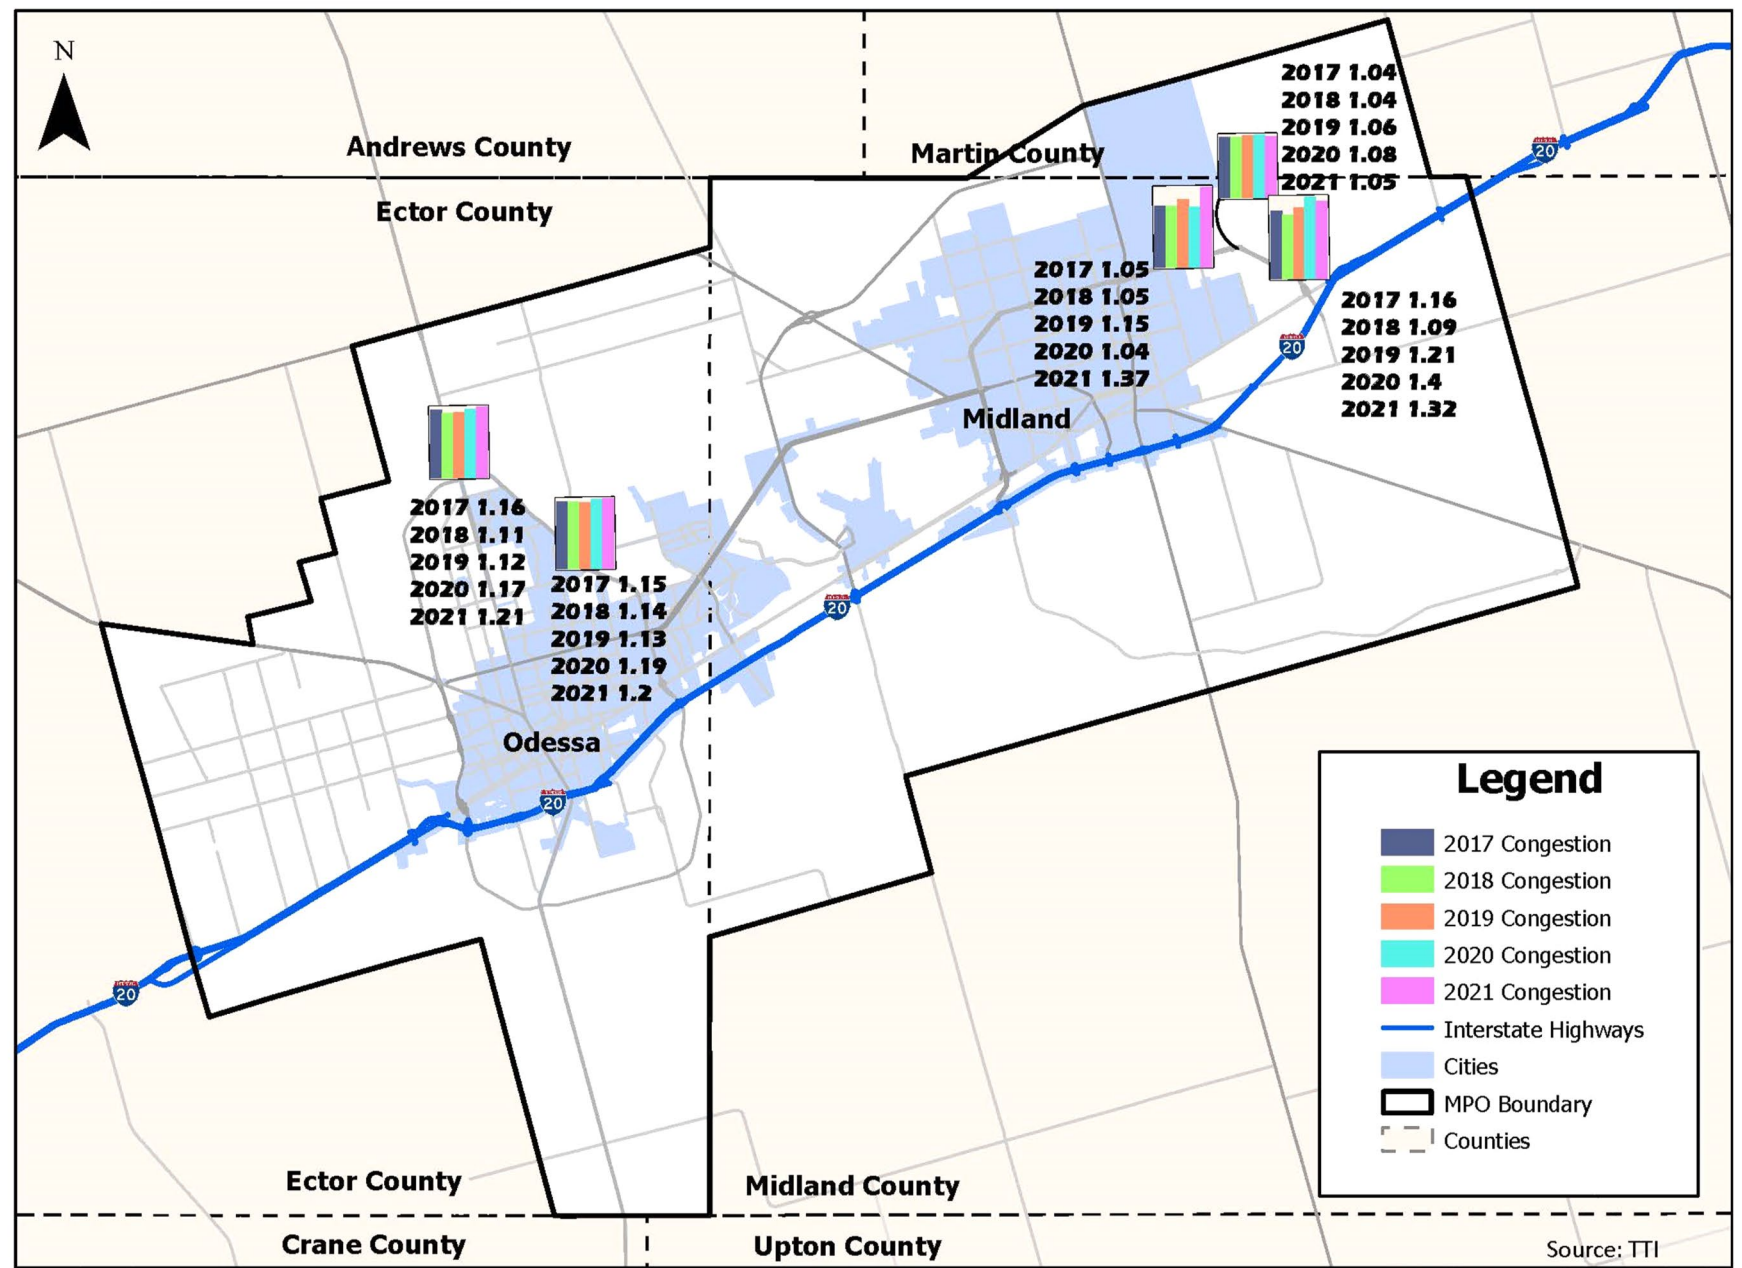 N
Andrews County
Martin County
Ector County
2017 1.04
2018 1.04
2019 1.06
2020 1.08
2021 1.05
20
2017 1.05
2018 1.05
2019 1.15
2020 1.04
2021 1.37
2017 1.16
2018 1.09
2019 1.21
2020 1.4
2021 1.32
20
Midland
2017 1.16
2018 1.11
2019 1.12
2020 1.17
2021 1.21
2017 1.15
2018 1.14
2019 1.13
2020 1.19
2021 1.2
20
Odessa
20
20
Legend
2017 Congestion
2018 Congestion
2019 Congestion
2020 Congestion
2021 Congestion
Interstate Highways
Cities
MPO Boundary
Counties
Ector County
Midland County
Crane County
Upton County
Source: TTI